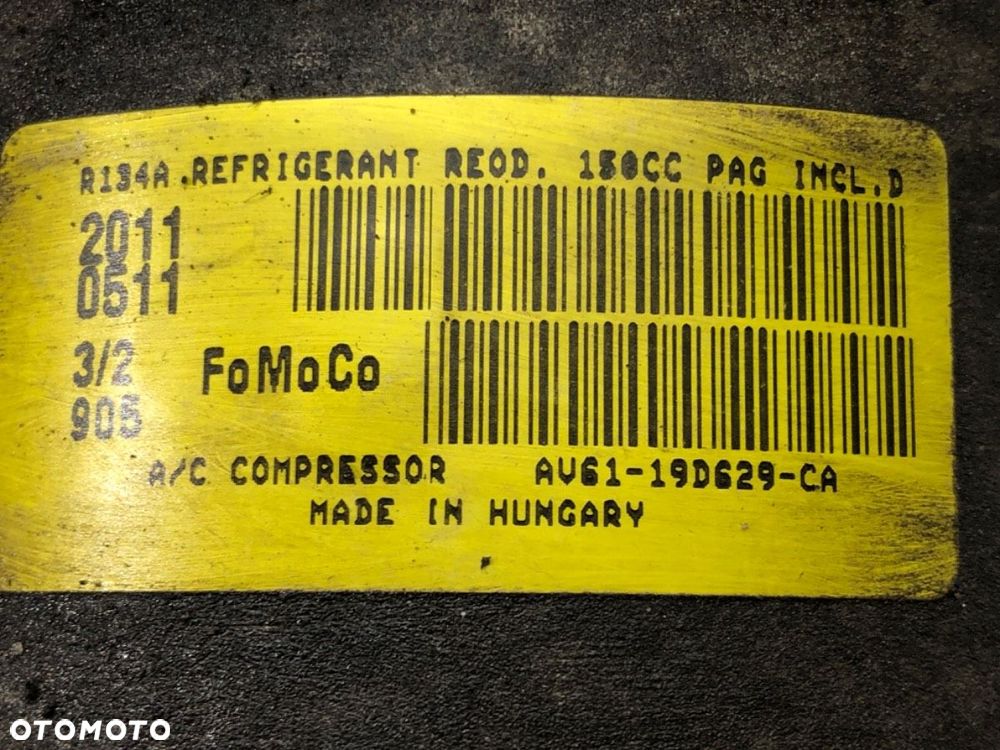 R134A.REFRIGERANT REOD. 150CC PAG INCL.D
2011
0511
3/2
905
FoMoCo
A/C COMPRESSOR AV61-19D629-CA
MADE IN HUNGARY
OTOMOTO